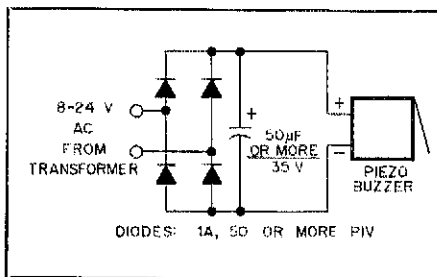 8-24 V
AC
FROM
TRANSFORMER
+
50µF
OR MORE
35 V
+
−
PIEZO
BUZZER
DIODES: 1A, 50 OR MORE PIV